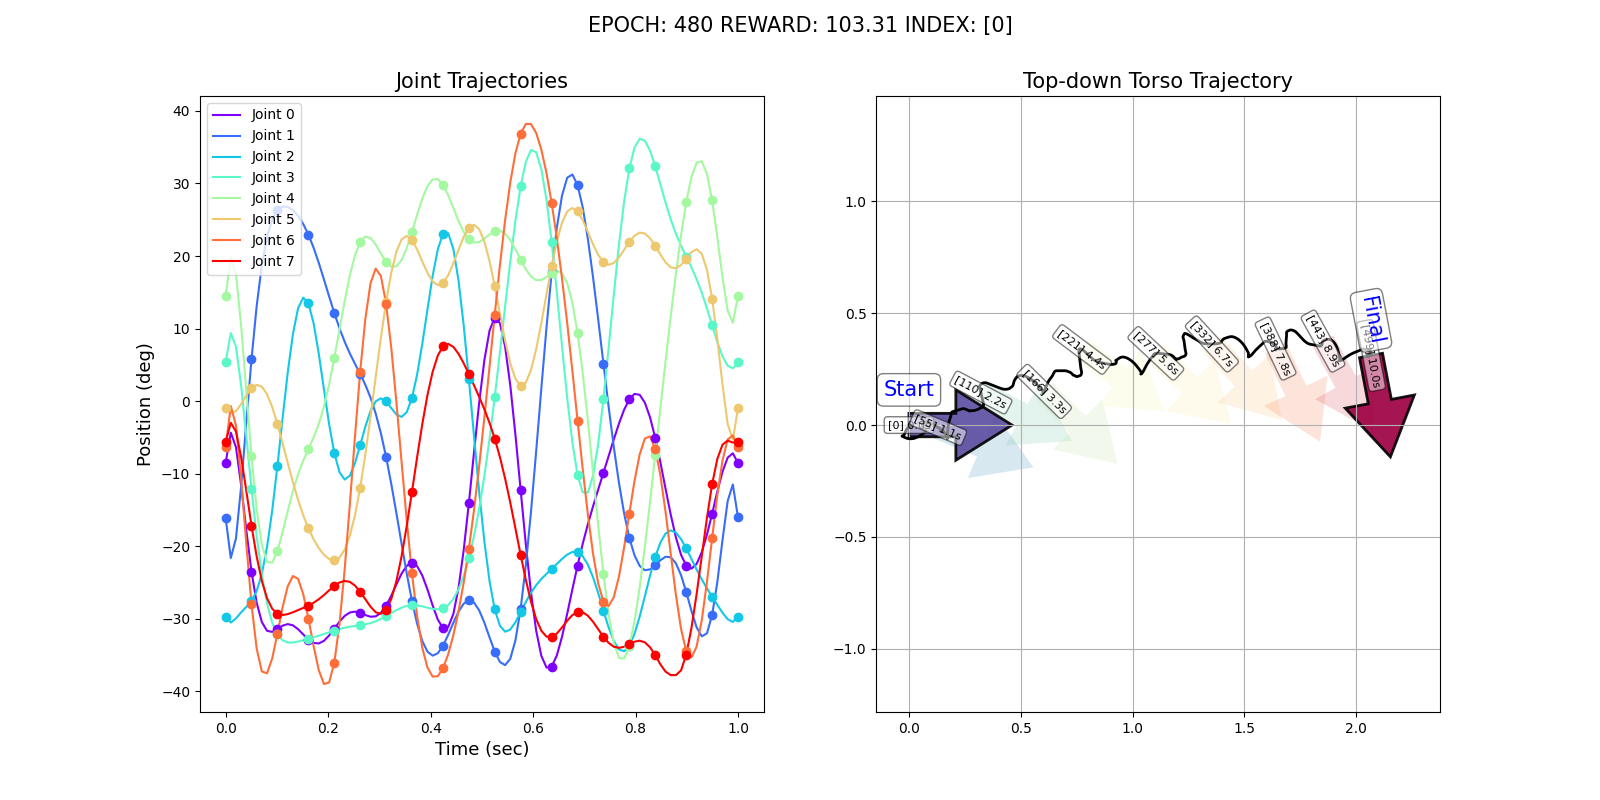 EPOCH: 480 REWARD: 103.31 INDEX: [0]
Joint Trajectories
Position (deg)
40
30
20
10
0
−10
−20
−30
−40
Joint 0
Joint 1
Joint 2
Joint 3
Joint 4
Joint 5
Joint 6
Joint 7
0.0
0.2
0.4
0.6
0.8
1.0
Time (sec)
Top-down Torso Trajectory
1.0
0.5
0.0
−0.5
−1.0
Start
[0]
[55] 1.1s
[110] 2.2s
[166] 3.3s
[221] 4.4s
[277] 5.6s
[332] 6.7s
[388] 7.8s
[443] 8.9s
10.0s
Final
0.0
0.5
1.0
1.5
2.0